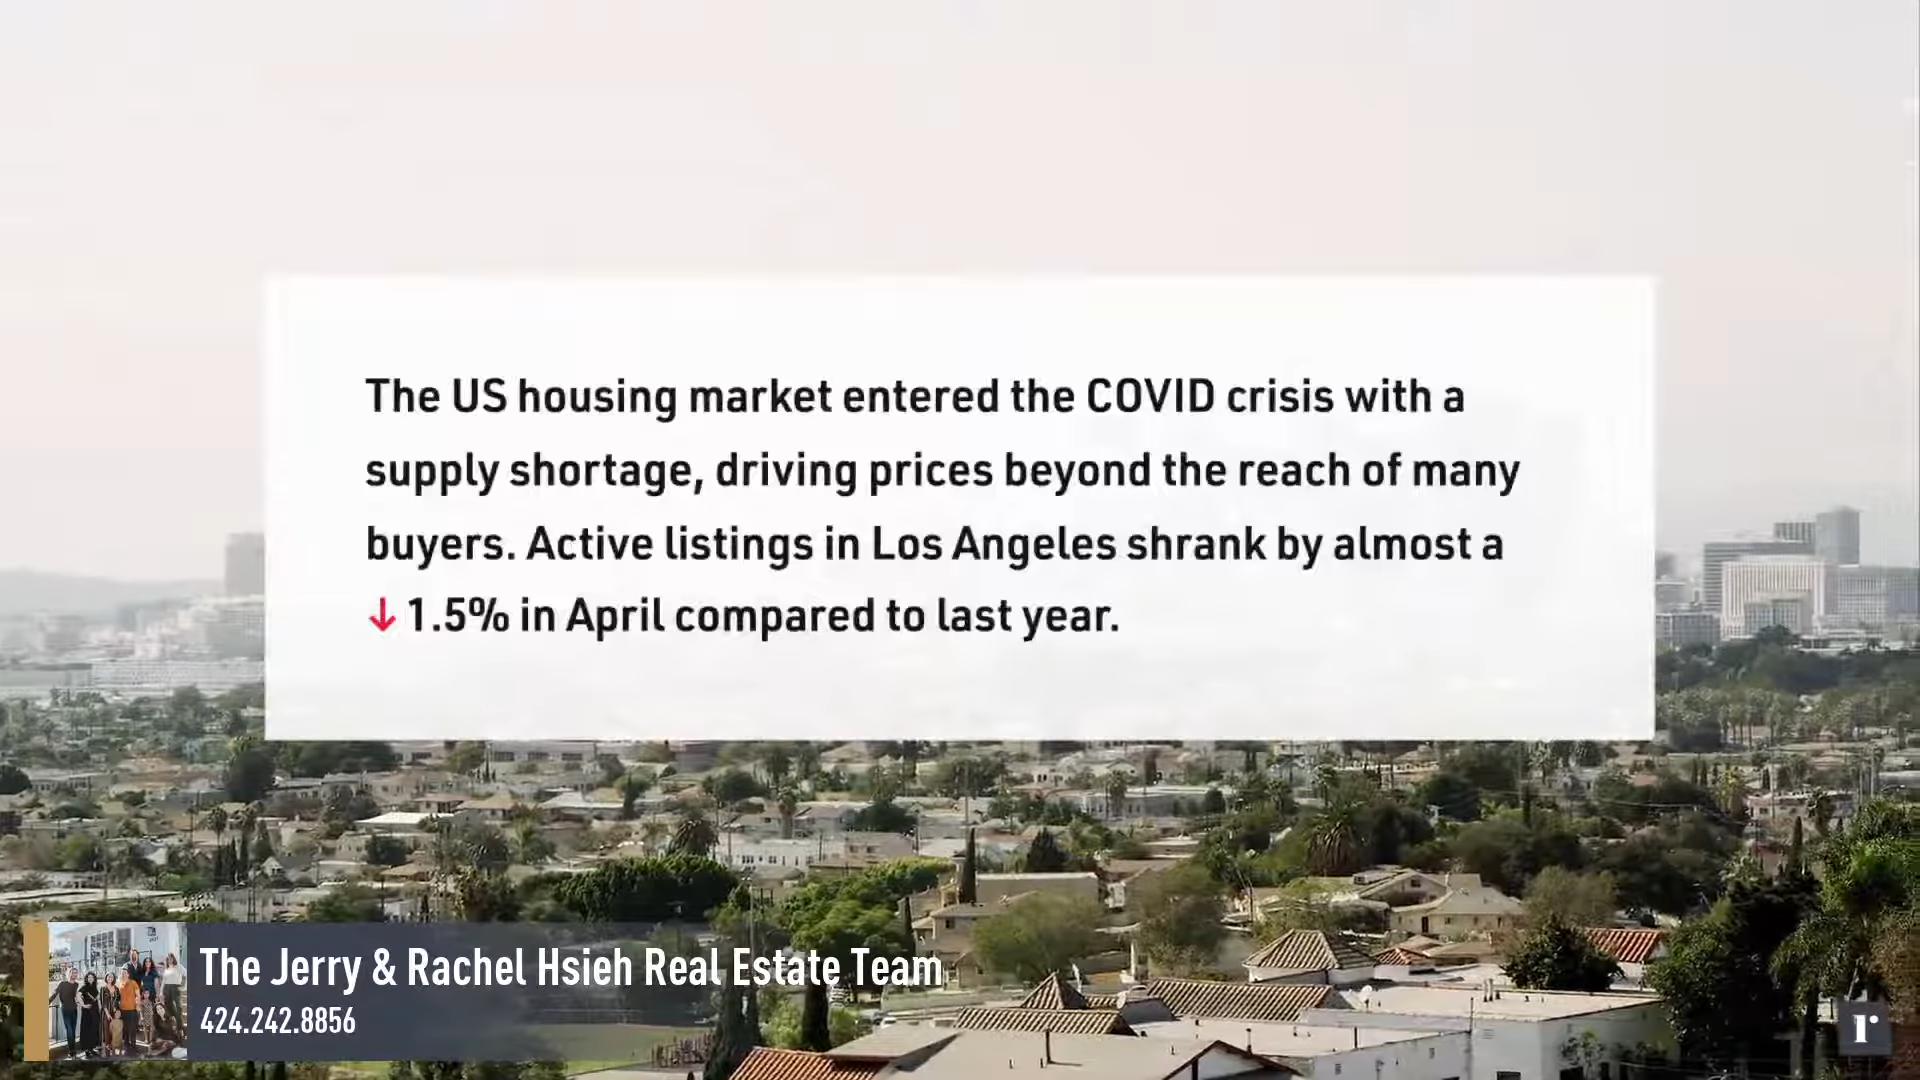 The US housing market entered the COVID crisis with a
supply shortage, driving prices beyond the reach of many
buyers. Active listings in Los Angeles shrank by almost a
↓ 1.5% in April compared to last year.
The Jerry & Rachel Hsieh Real Estate Team
424.242.8856
r